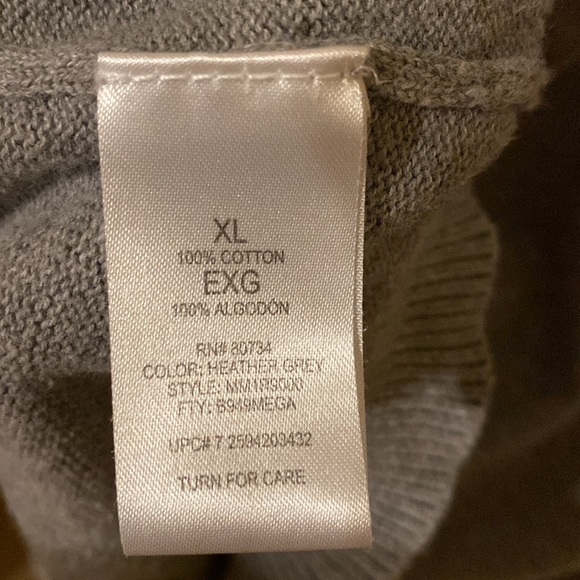 XL
100% COTTON
EXG
100% ALGODÓN
RN# 80734
COLOR: HEATHER GREY
STYLE: MM1R9000
FTY: B949MEGA
UPC# 7 2594203432
TURN FOR CARE